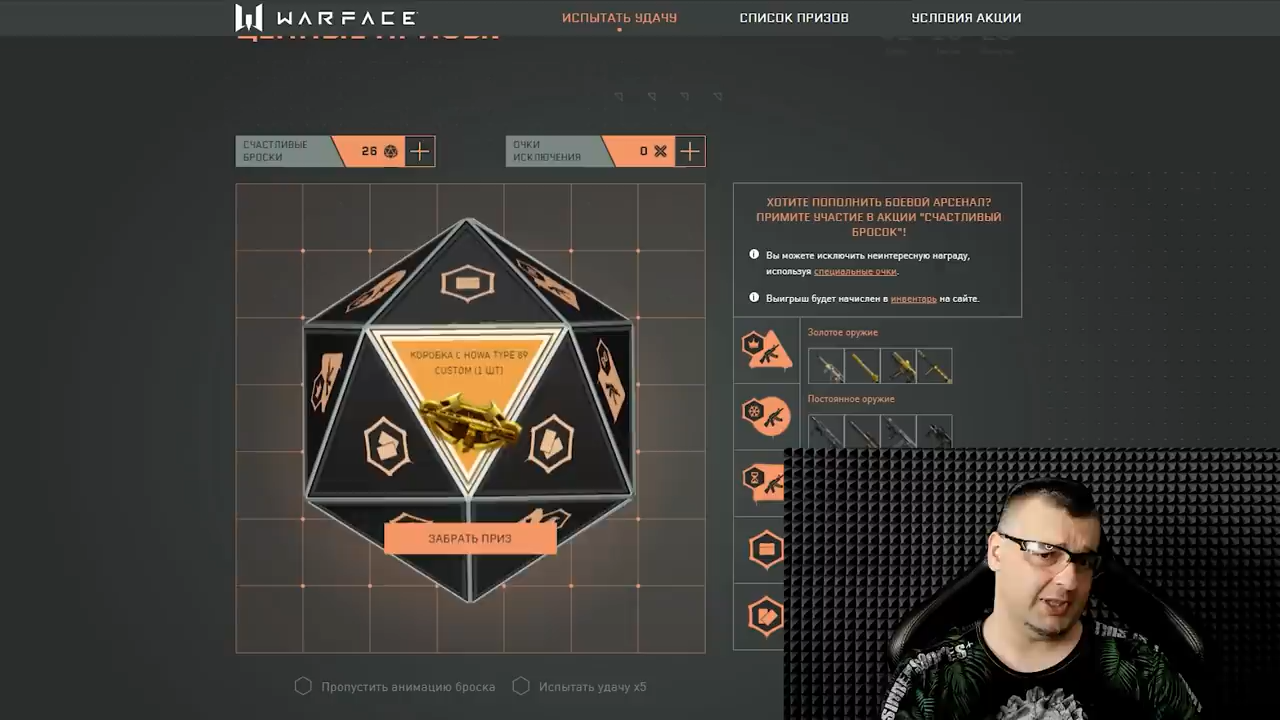 WARFACE
ИСПЫТАТЬ УДАЧУ
СПИСОК ПРИЗОВ
УСЛОВИЯ АКЦИИ
СЧАСТЛИВЫЕ
БРОСКИ
26
ОЧКИ
ИСКЛЮЧЕНИЯ
0
ХОТИТЕ ПОПОЛНИТЬ БОЕВОЙ АРСЕНАЛ?
ПРИМИТЕ УЧАСТИЕ В АКЦИИ "СЧАСТЛИВЫЙ
БРОСОК"!
Вы можете исключить неинтересную награду,
используя специальные очки.
Выигрыш будет начислен в инвентарь на сайте.
КОРОБКА С HOWA TYPE 89
CUSTOM (1 ШТ)
Золотое оружие
Постоянное оружие
ЗАБРАТЬ ПРИЗ
Пропустить анимацию броска
Испытать удачу x5